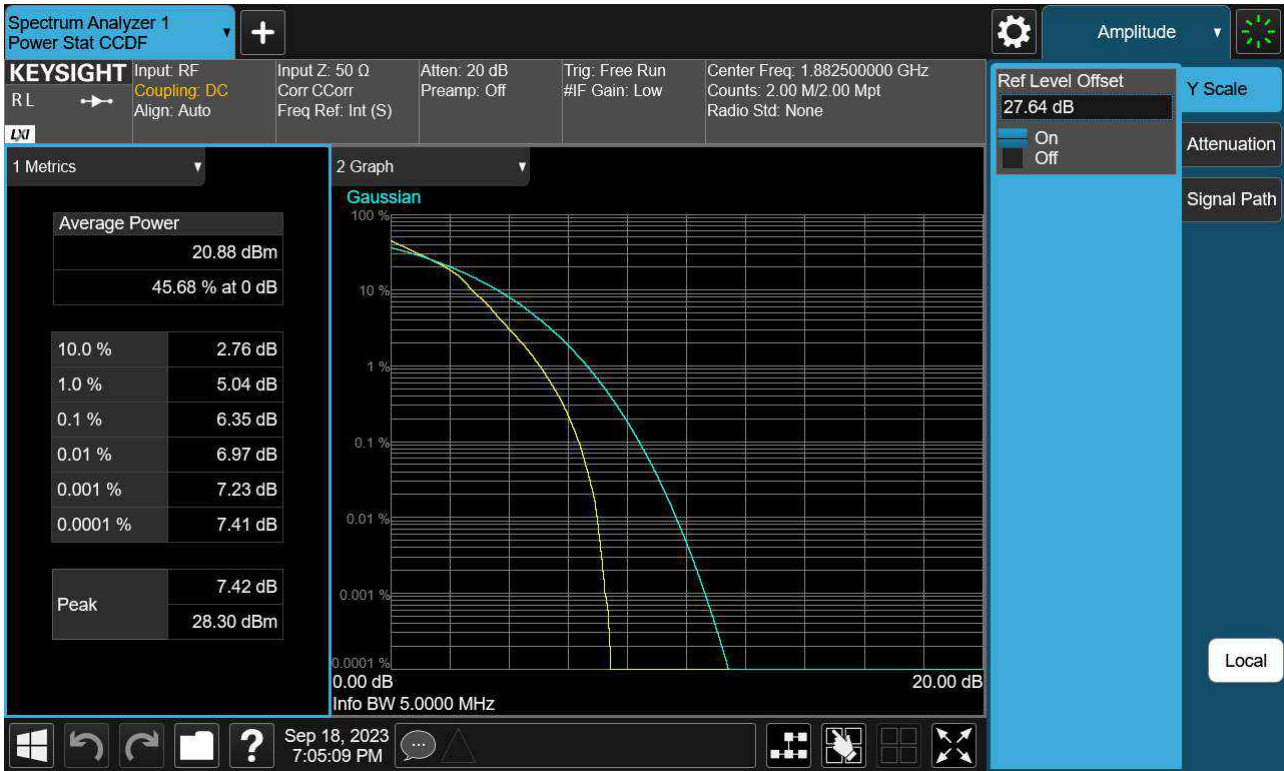 Spectrum Analyzer 1
Power Stat CCDF
Amplitude
KEYSIGHT
R L
LXI
Input: RF
Coupling: DC
Align: Auto
Input Z: 50 Ω
Corr CCorr
Freq Ref: Int (S)
Atten: 20 dB
Preamp: Off
Trig: Free Run
#IF Gain: Low
Center Freq: 1.882500000 GHz
Counts: 2.00 M/2.00 Mpt
Radio Std: None
Ref Level Offset
27.64 dB
On
Off
Y Scale
Attenuation
Signal Path
1 Metrics
Average Power
20.88 dBm
45.68 % at 0 dB
10.0 % 2.76 dB
1.0 % 5.04 dB
0.1 % 6.35 dB
0.01 % 6.97 dB
0.001 % 7.23 dB
0.0001 % 7.41 dB
Peak
7.42 dB
28.30 dBm
2 Graph
Gaussian
100 %
10 %
1 %
0.1 %
0.01 %
0.001 %
0.0001 %
0.00 dB 20.00 dB
Info BW 5.0000 MHz
Local
?
Sep 18, 2023
7:05:09 PM